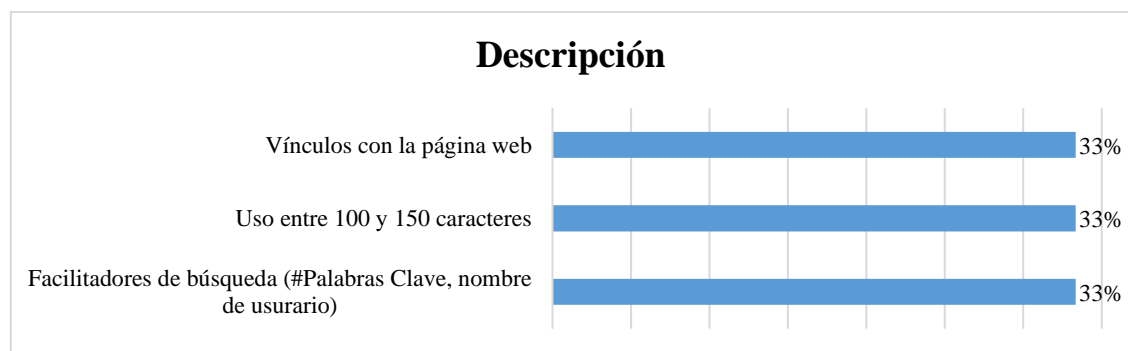 Descripción
Vínculos con la página web
33%
Uso entre 100 y 150 caracteres
33%
Facilitadores de búsqueda (#Palabras Clave, nombre
de usurario)
33%